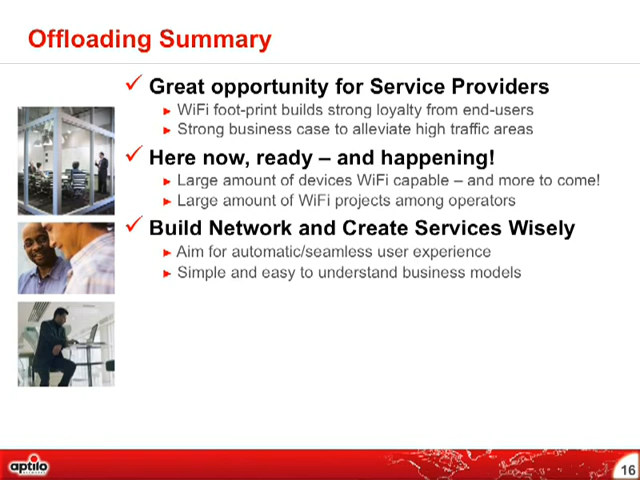 Offloading Summary
Great opportunity for Service Providers
WiFi foot-print builds strong loyalty from end-users
Strong business case to alleviate high traffic areas
Here now, ready – and happening!
Large amount of devices WiFi capable – and more to come!
Large amount of WiFi projects among operators
Build Network and Create Services Wisely
Aim for automatic/seamless user experience
Simple and easy to understand business models
aptilo
16